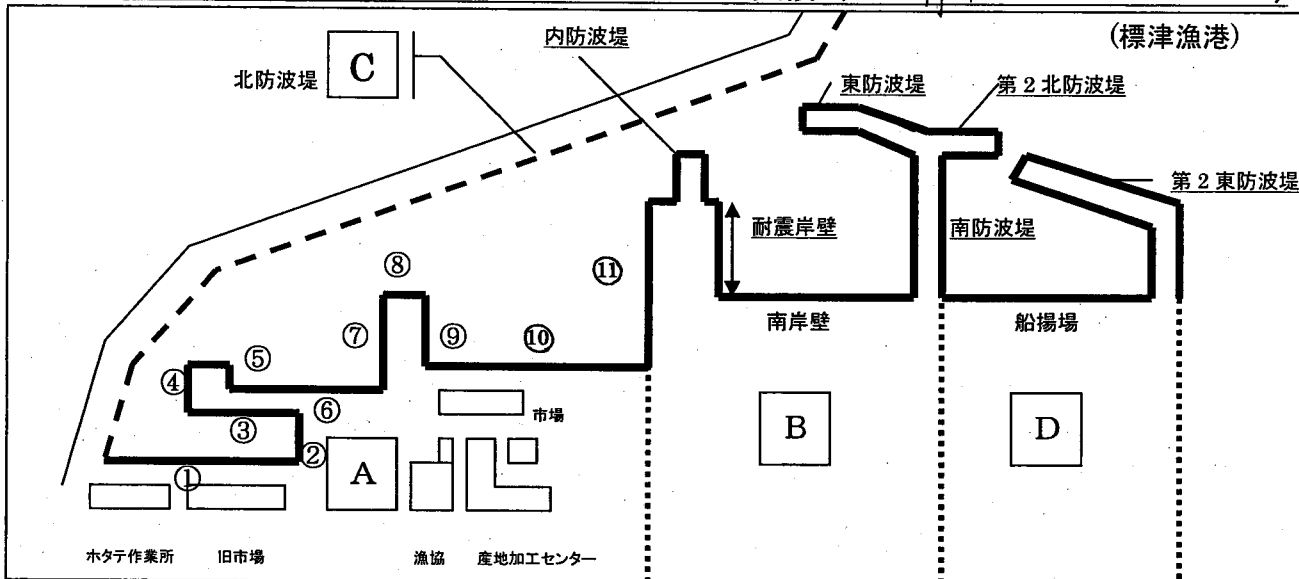 (標津漁港)
内防波堤
北防波堤
C
東防波堤
第2北防波堤
第2東防波堤
耐震岸壁
南防波堤
⑧
⑪
南岸壁
船揚場
⑦
⑨
⑩
⑤
④
⑥
市場
③
②
A
B
D
①
ホタテ作業所
旧市場
漁協
産地加工センター